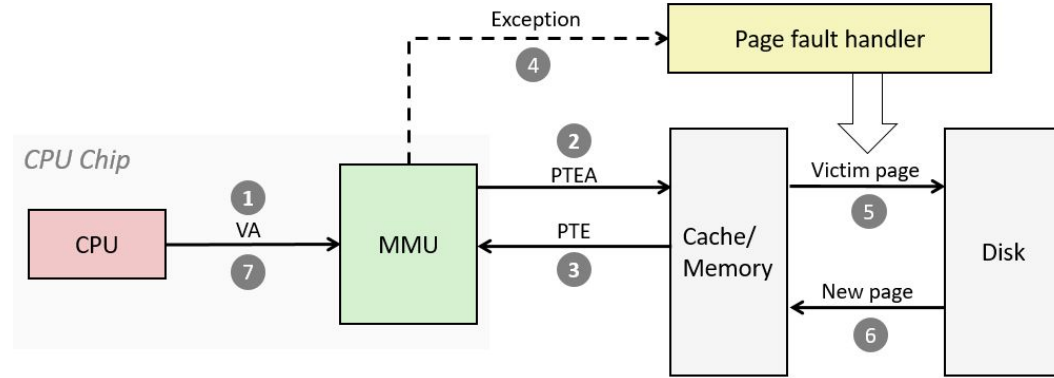 Exception
4
Page fault handler
CPU Chip
2
PTEA
Victim page
5
1
VA
7
CPU
MMU
PTE
3
Cache/
Memory
Disk
New page
6